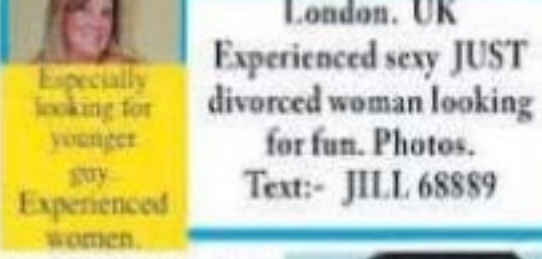 Especially
looking for
younger
guy.
Experienced
women.
London. UK
Experienced sexy JUST
divorced woman looking
for fun. Photos.
Text:- JILL 68889